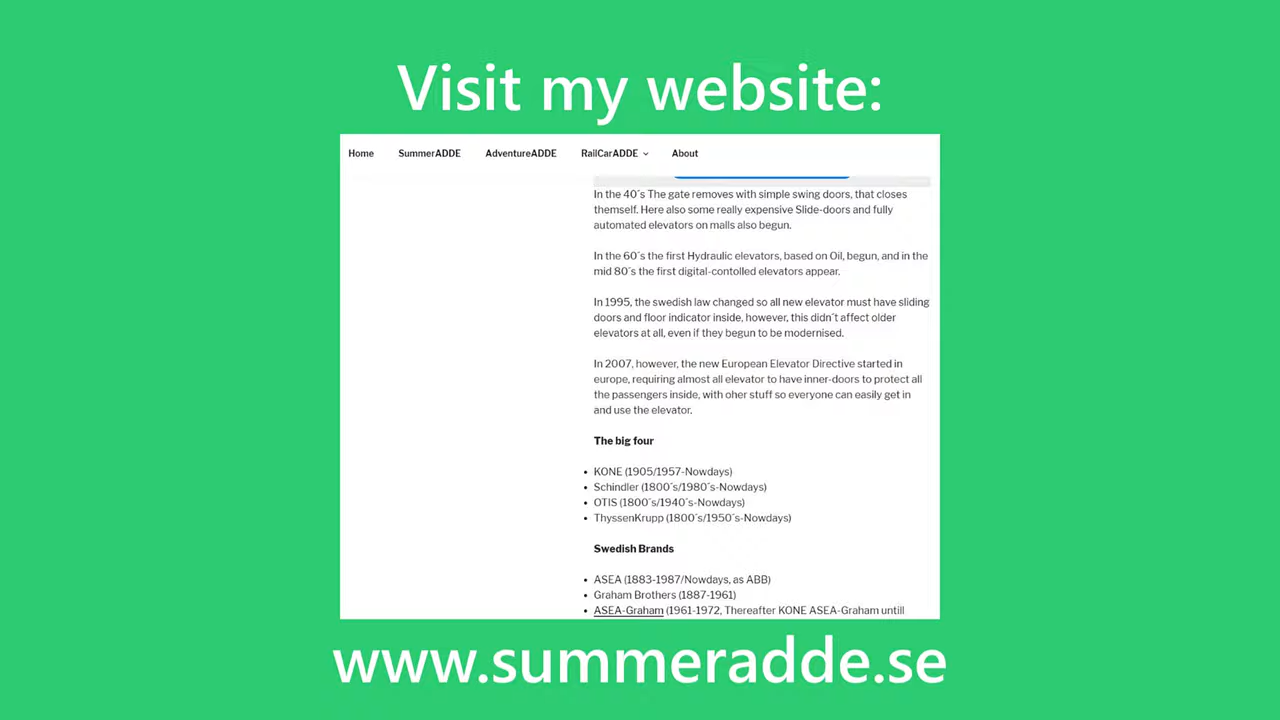 Visit my website:
Home SummerADDE AdventureADDE RailCarADDE About
In the 40´s The gate removes with simple swing doors, that closes
themself. Here also some really expensive Slide-doors and fully
automated elevators on malls also begun.
In the 60´s the first Hydraulic elevators, based on Oil, begun, and in the
mid 80´s the first digital-contolled elevators appear.
In 1995, the swedish law changed so all new elevator must have sliding
doors and floor indicator inside, however, this didn´t affect older
elevators at all, even if they begun to be modernised.
In 2007, however, the new European Elevator Directive started in
europe, requiring almost all elevator to have inner-doors to protect all
the passengers inside, with oher stuff so everyone can easily get in
and use the elevator.
The big four
• KONE (1905/1957-Nowdays)
• Schindler (1800´s/1980´s-Nowdays)
• OTIS (1800´s/1940´s-Nowdays)
• ThyssenKrupp (1800´s/1950´s-Nowdays)
Swedish Brands
• ASEA (1883-1987/Nowdays, as ABB)
• Graham Brothers (1887-1961)
• ASEA-Graham (1961-1972, Thereafter KONE ASEA-Graham untill
www.summeradde.se